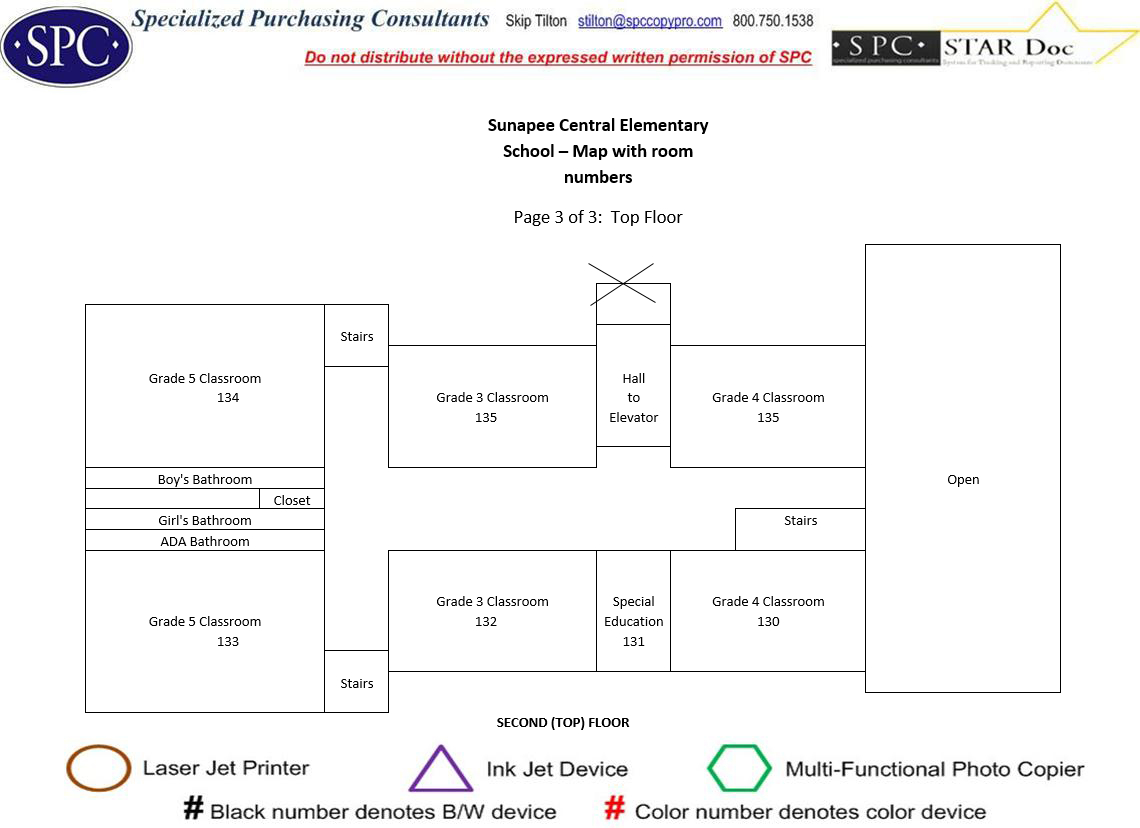 SPC
Specialized Purchasing Consultants Skip Tilton stilton@spccopypro.com 800.750.1538
Do not distribute without the expressed written permission of SPC
· S P C · STAR Doc
specialized purchasing consultants System for Tracking and Reporting Documents
Sunapee Central Elementary
School – Map with room
numbers
Page 3 of 3: Top Floor
Stairs
Grade 5 Classroom
134
Grade 3 Classroom
135
Hall
to
Elevator
Grade 4 Classroom
135
Boy's Bathroom
Closet
Girl's Bathroom
ADA Bathroom
Open
Stairs
Grade 5 Classroom
133
Grade 3 Classroom
132
Special
Education
131
Grade 4 Classroom
130
Stairs
SECOND (TOP) FLOOR
Laser Jet Printer
Ink Jet Device
Multi-Functional Photo Copier
# Black number denotes B/W device
# Color number denotes color device